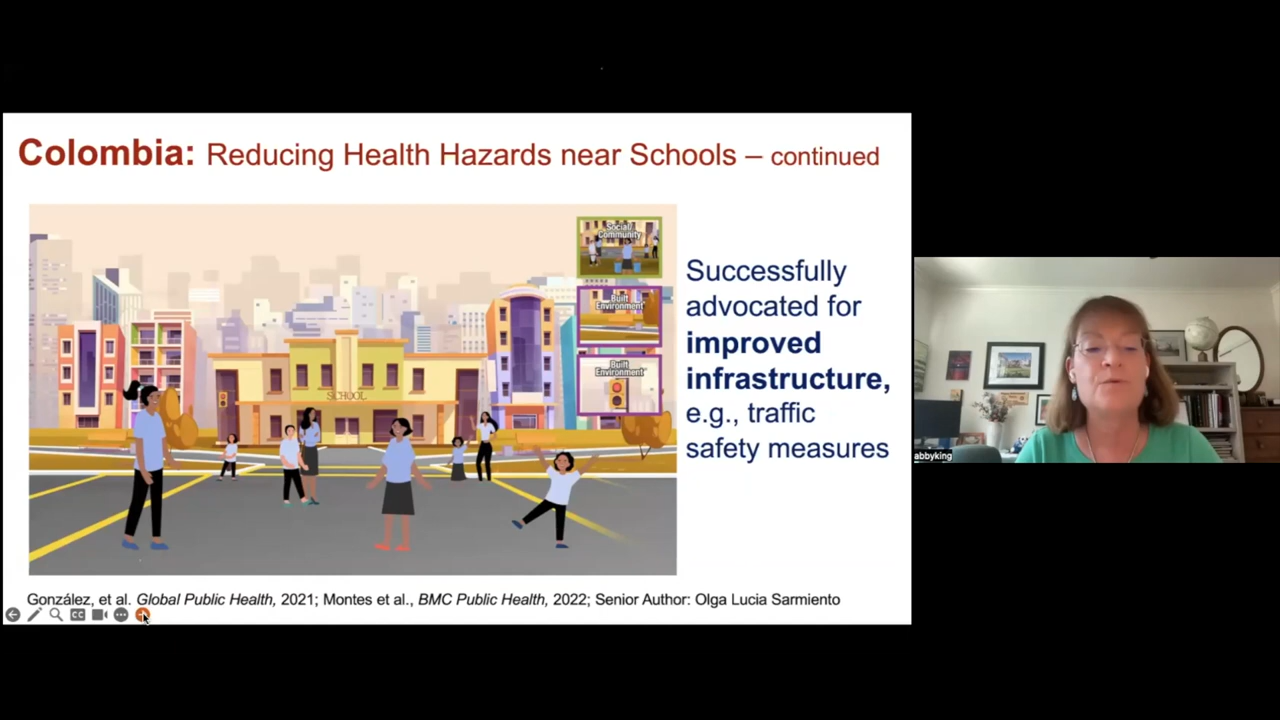 Colombia: Reducing Health Hazards near Schools – continued
Social/
Community
Built
Environment
Built
Environment
SCHOOL
Successfully
advocated for
improved
infrastructure,
e.g., traffic
safety measures
González, et al. Global Public Health, 2021; Montes et al., BMC Public Health, 2022; Senior Author: Olga Lucia Sarmiento
CC
abbyking